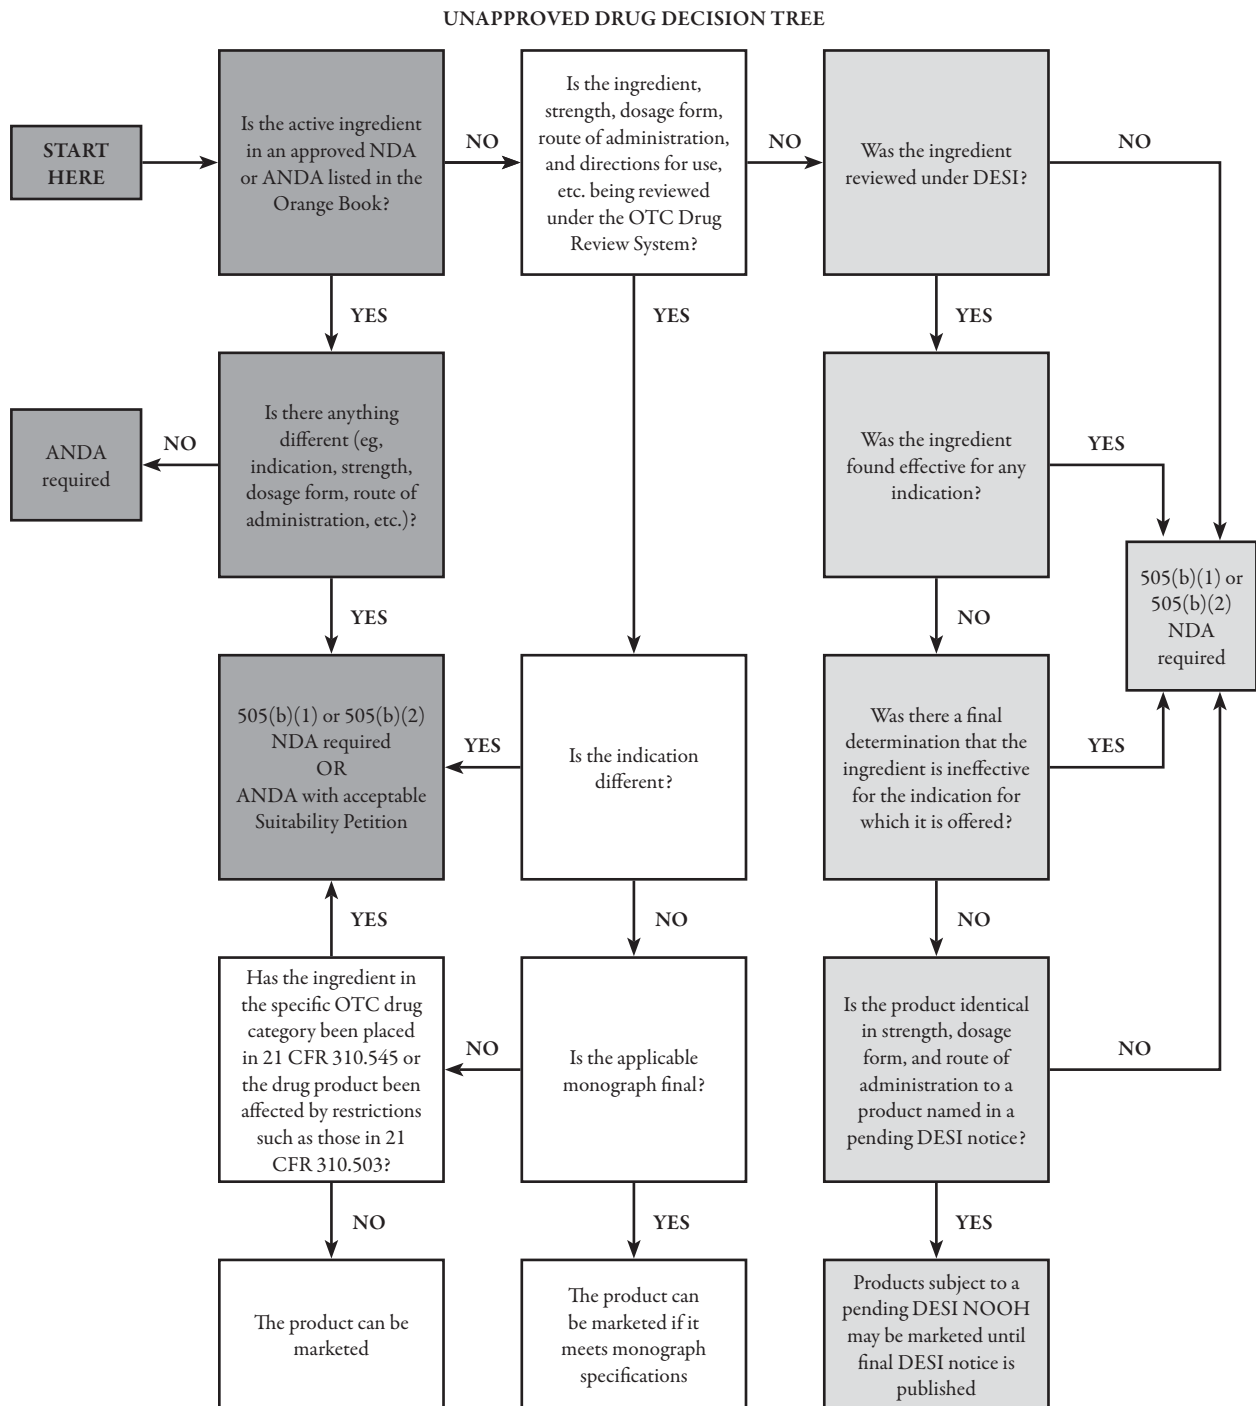 UNAPPROVED DRUG DECISION TREE
START
HERE
Is the active ingredient
in an approved NDA
or ANDA listed in the
Orange Book?
NO
Is the ingredient,
strength, dosage form,
route of administration,
and directions for use,
etc. being reviewed
under the OTC Drug
Review System?
NO
Was the ingredient
reviewed under DESI?
NO
YES
YES
YES
ANDA
required
NO
Is there anything
different (eg,
indication, strength,
dosage form, route of
administration, etc.)?
Was the ingredient
found effective for any
indication?
YES
505(b)(1) or
505(b)(2)
NDA
required
YES
NO
505(b)(1) or 505(b)(2)
NDA required
OR
ANDA with acceptable
Suitability Petition
YES
Is the indication
different?
Was there a final
determination that the
ingredient is ineffective
for the indication for
which it is offered?
YES
YES
NO
NO
Has the ingredient in
the specific OTC drug
category been placed
in 21 CFR 310.545 or
the drug product been
affected by restrictions
such as those in 21
CFR 310.503?
NO
Is the applicable
monograph final?
Is the product identical
in strength, dosage
form, and route of
administration to a
product named in a
pending DESI notice?
NO
NO
YES
YES
The product can be
marketed
The product can
be marketed if it
meets monograph
specifications
Products subject to a
pending DESI NOOH
may be marketed until
final DESI notice is
published